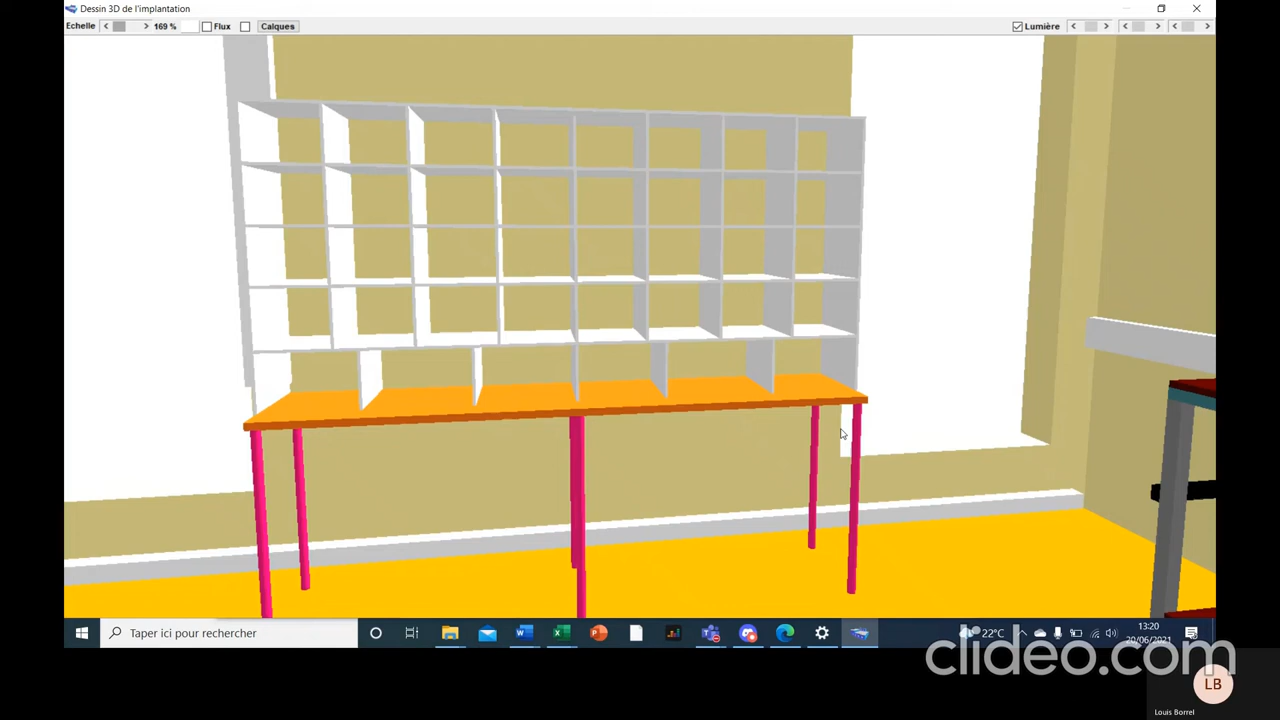 Dessin 3D de l'implantation
Echelle 169 % Flux Calques Lumière
Taper ici pour rechercher
22°C
13:20
20/06/2021
clideo.com
LB
Louis Borrel